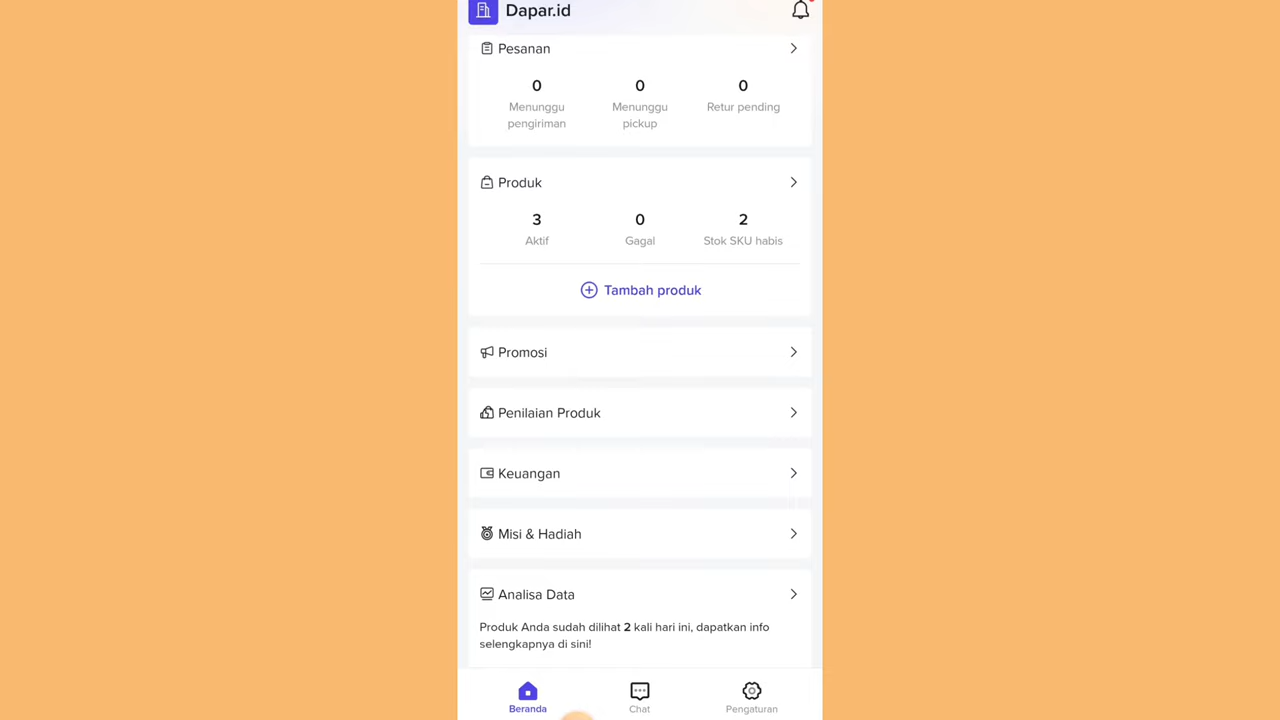 Dapar.id
Pesanan
0 0 0
Menunggu pengiriman
Menunggu pickup
Retur pending
Produk
3 0 2
Aktif Gagal Stok SKU habis
Tambah produk
Promosi
Penilaian Produk
Keuangan
Misi & Hadiah
Analisa Data
Produk Anda sudah dilihat 2 kali hari ini, dapatkan info
selengkapnya di sini!
Beranda Chat Pengaturan